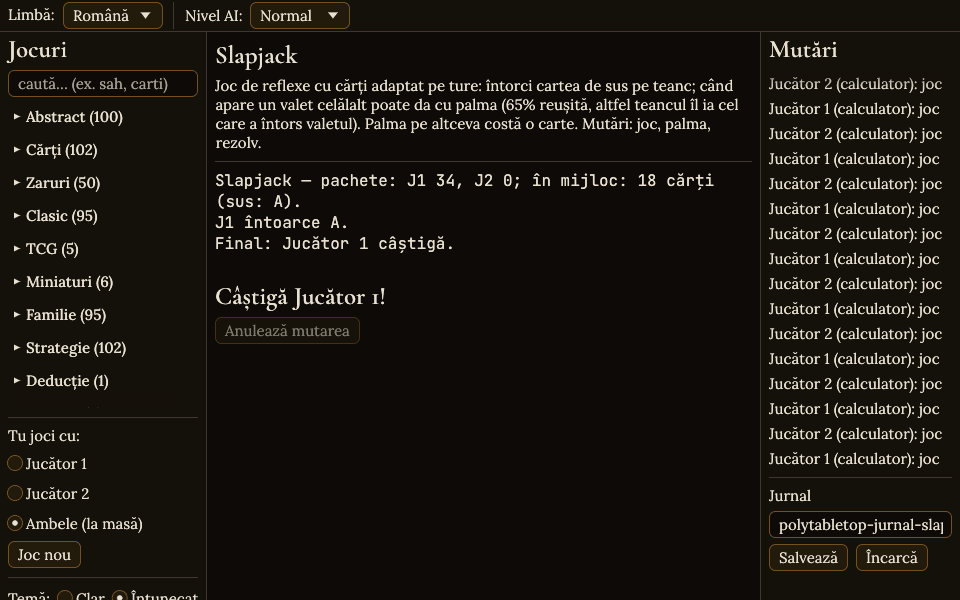 Limbă: Română Nivel AI: Normal
Jocuri
caută... (ex. sah, carti)
Abstract (100)
Cărți (102)
Zaruri (50)
Clasic (95)
TCG (5)
Miniaturi (6)
Familie (95)
Strategie (102)
Deducție (1)
Tu joci cu:
Jucător 1
Jucător 2
Ambele (la masă)
Joc nou
Temă: Clar Întunecat
Slapjack
Joc de reflexe cu cărți adaptat pe ture: întorci cartea de sus pe teanc; când
apare un valet celălalt poate da cu palma (65% reușită, altfel teancul îl ia cel
care a întors valetul). Palma pe altceva costă o carte. Mutări: joc, palma,
rezolv.
Slapjack — pachete: J1 34, J2 0; în mijloc: 18 cărți
(sus: A).
J1 întoarce A.
Final: Jucător 1 câștigă.
Câștigă Jucător 1!
Anulează mutarea
Mutări
Jucător 2 (calculator): joc
Jucător 1 (calculator): joc
Jucător 2 (calculator): joc
Jucător 1 (calculator): joc
Jucător 2 (calculator): joc
Jucător 1 (calculator): joc
Jucător 2 (calculator): joc
Jucător 1 (calculator): joc
Jucător 2 (calculator): joc
Jucător 1 (calculator): joc
Jucător 2 (calculator): joc
Jucător 1 (calculator): joc
Jucător 2 (calculator): joc
Jucător 1 (calculator): joc
Jucător 2 (calculator): joc
Jucător 1 (calculator): joc
Jurnal
polytabletop-jurnal-slap
Salvează Încarcă